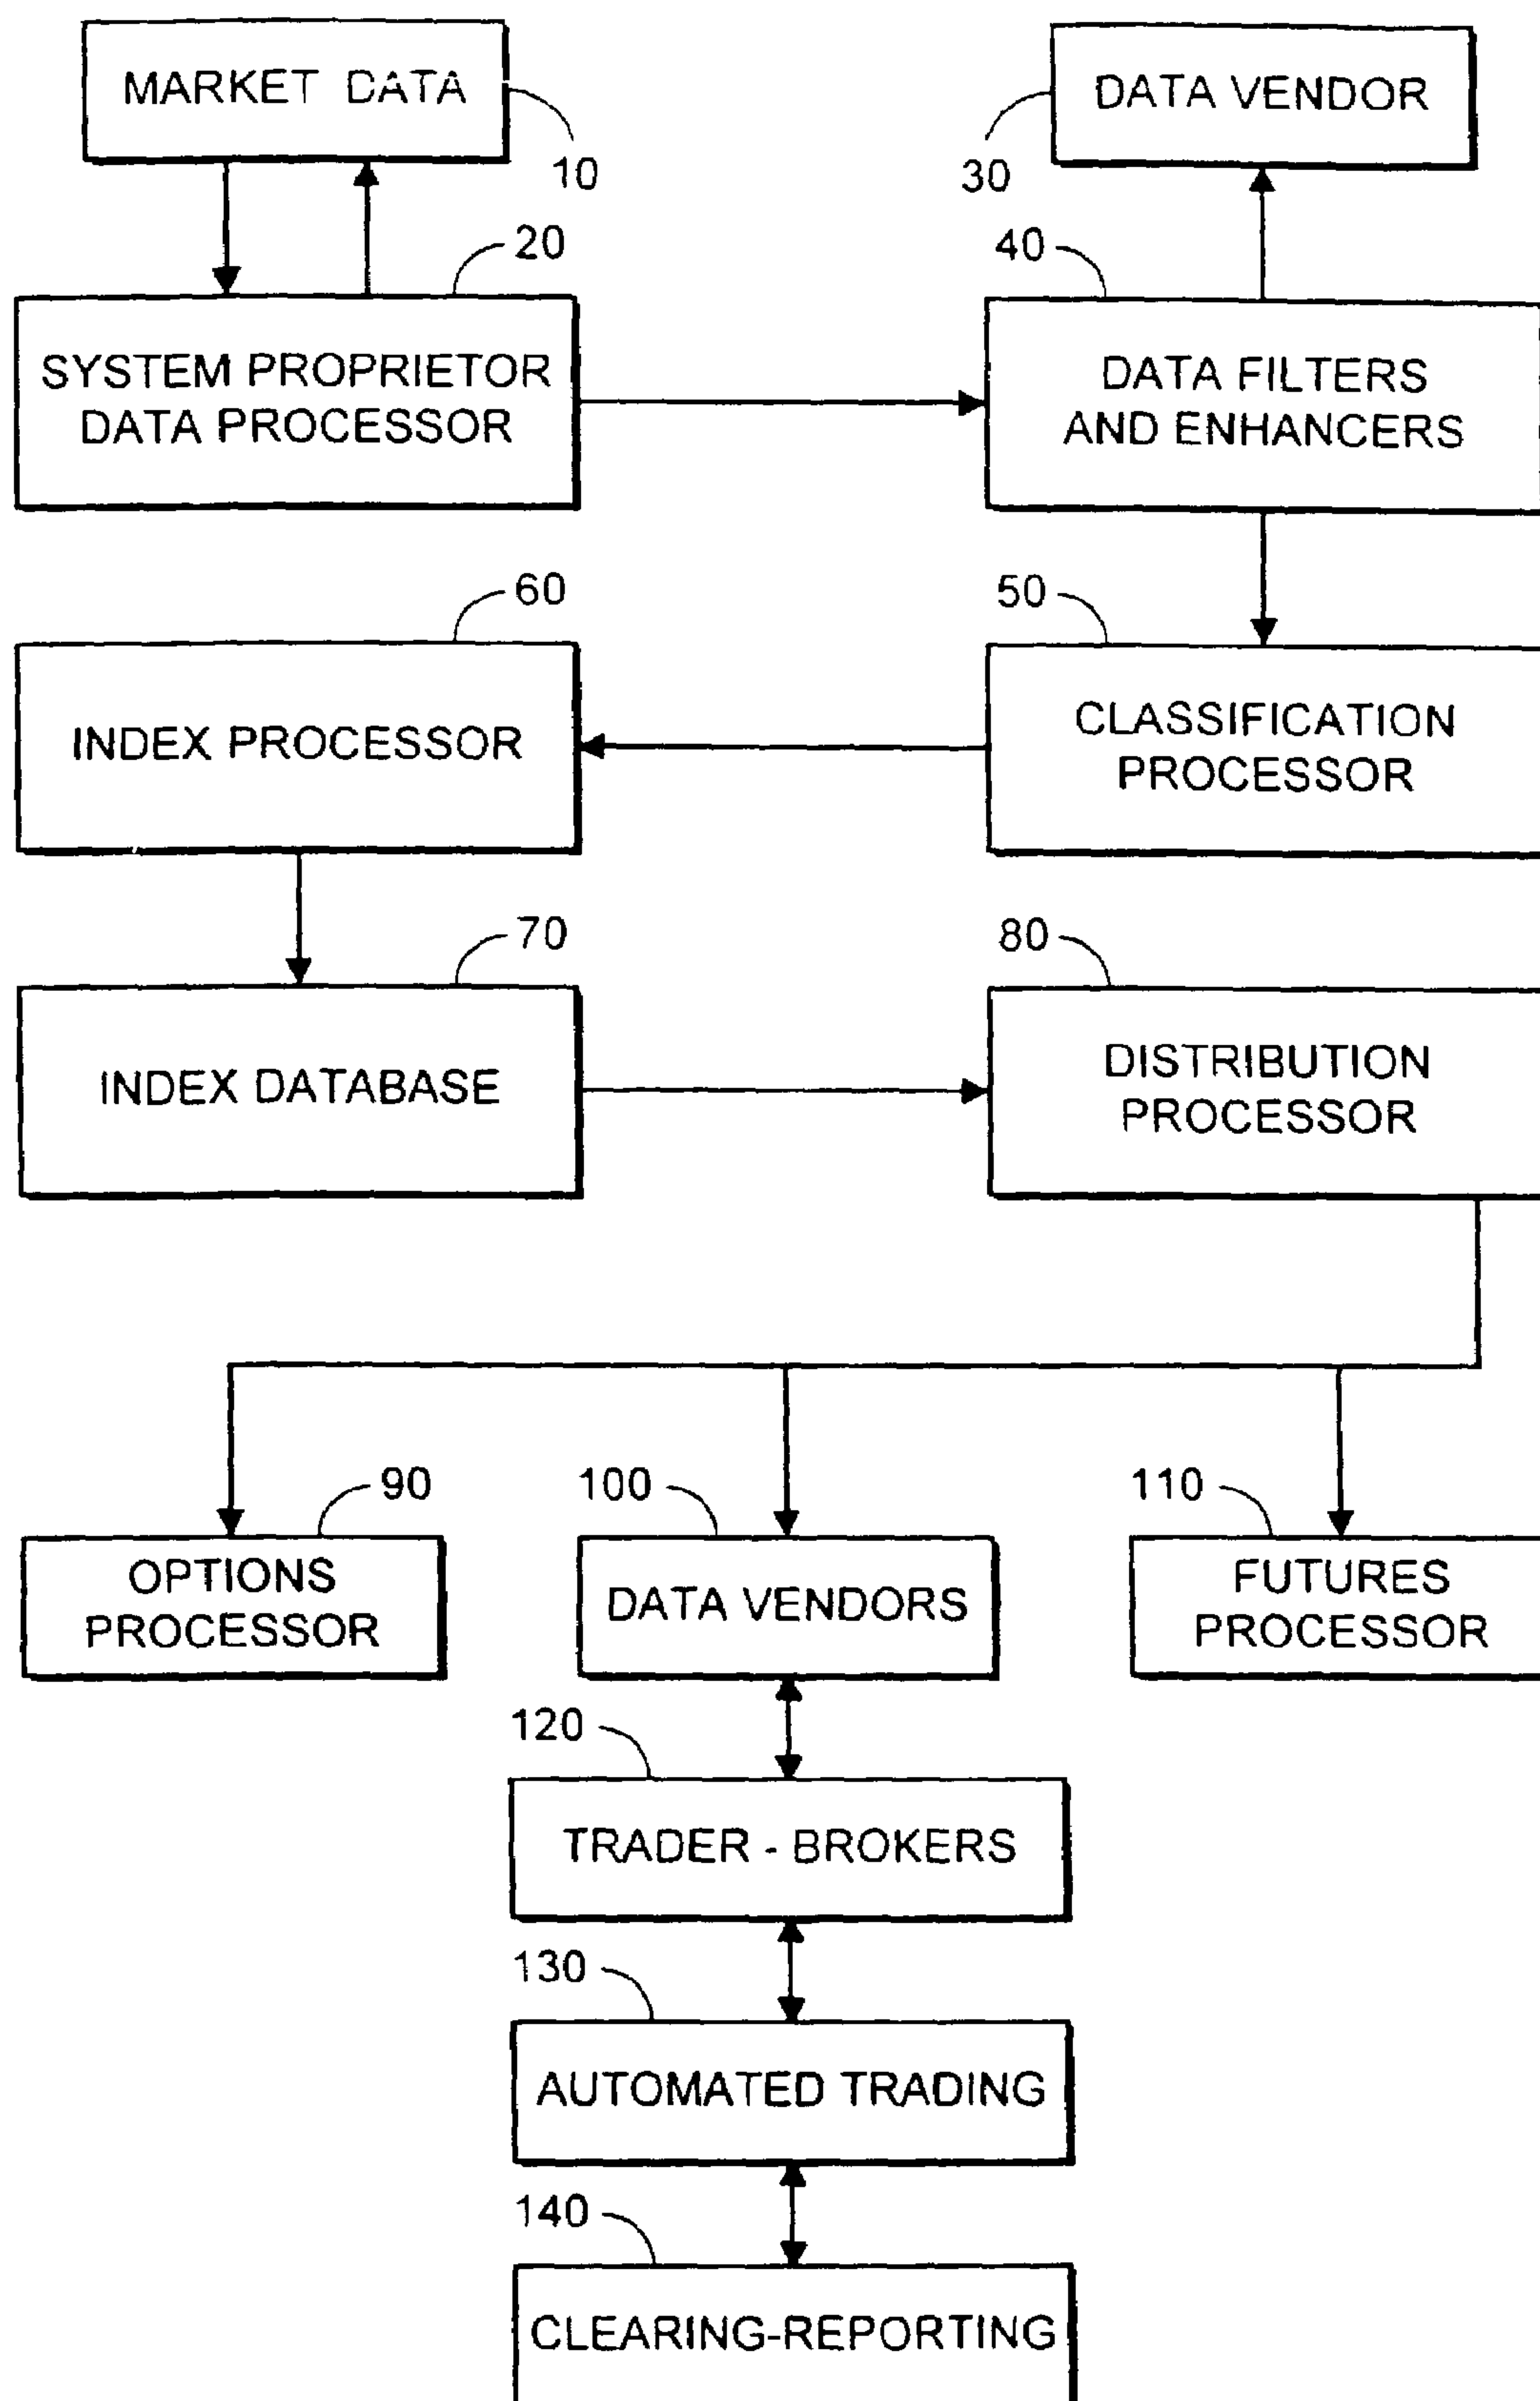 MARKET DATA
10
DATA VENDOR
30
20
SYSTEM PROPRIETOR
DATA PROCESSOR
40
DATA FILTERS
AND ENHANCERS
60
INDEX PROCESSOR
50
CLASSIFICATION
PROCESSOR
70
INDEX DATABASE
80
DISTRIBUTION
PROCESSOR
90
OPTIONS
PROCESSOR
100
DATA VENDORS
110
FUTURES
PROCESSOR
120
TRADER - BROKERS
130
AUTOMATED TRADING
140
CLEARING-REPORTING